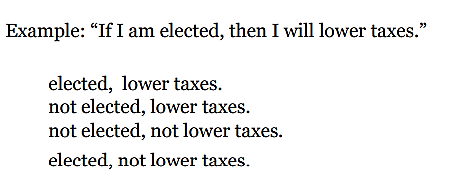 Example: “If I am elected, then I will lower taxes.”
elected, lower taxes.
not elected, lower taxes.
not elected, not lower taxes.
elected, not lower taxes.